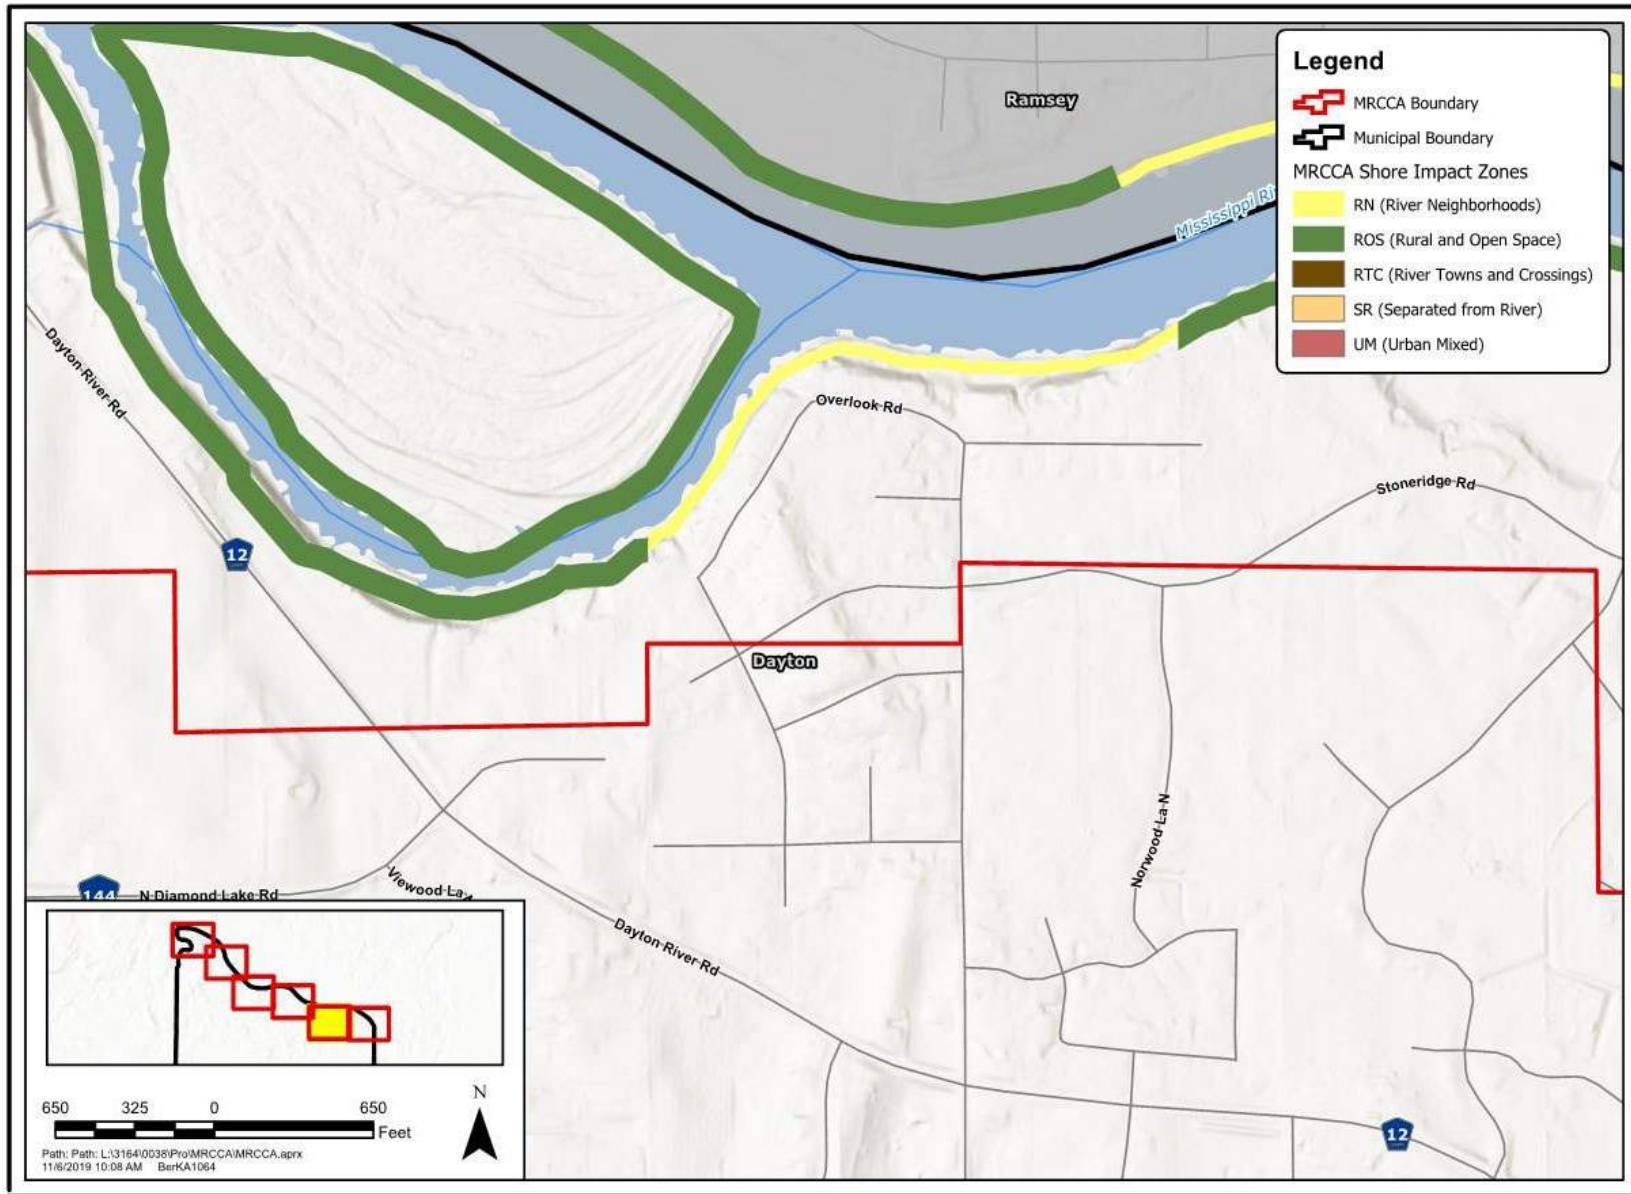 Legend
MRCCA Boundary
Municipal Boundary
MRCCA Shore Impact Zones
RN (River Neighborhoods)
ROS (Rural and Open Space)
RTC (River Towns and Crossings)
SR (Separated from River)
UM (Urban Mixed)
Ramsey
Mississippi Ri
Dayton River Rd
Overlook Rd
Stoneridge Rd
12
Dayton
Norwood La N
144
N Diamond Lake Rd
Viewood La
Dayton River Rd
12
650 325 0 650
Feet
N
Path: Path: L:\3164\0038\Pro\MRCCA\MRCCA.aprx
11/6/2019 10:08 AM BerKA1064